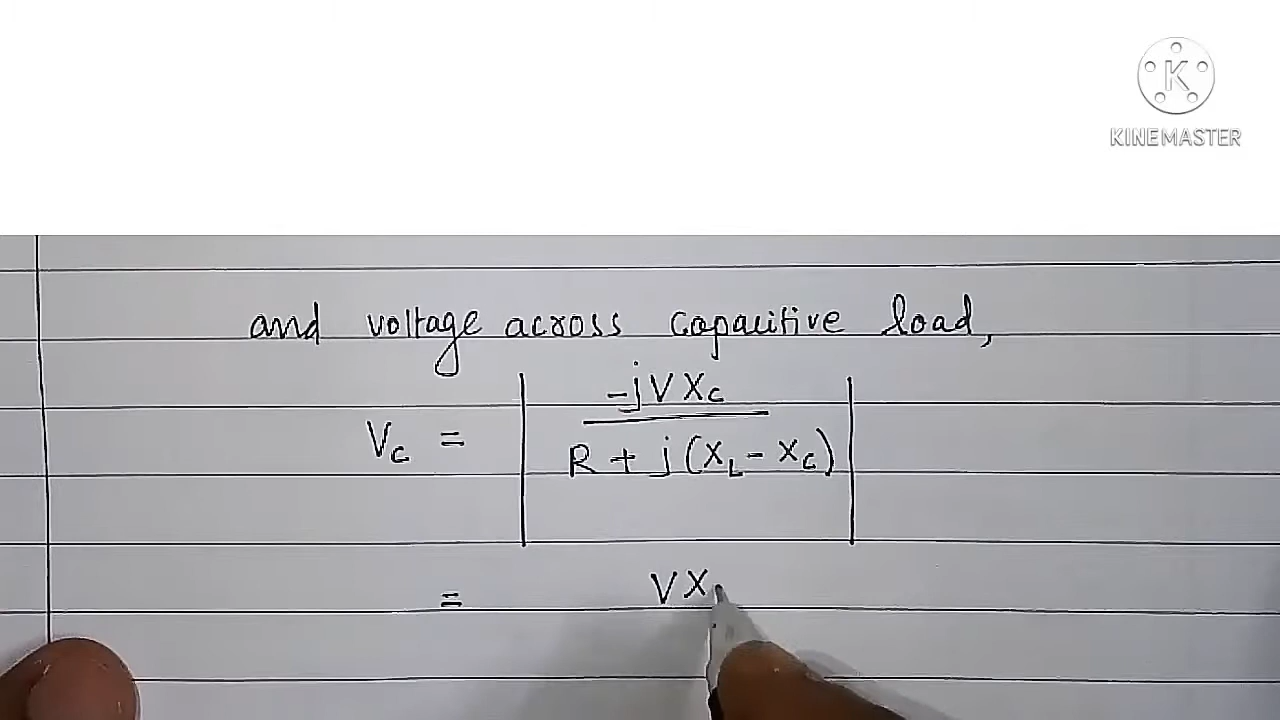 K
KINEMASTER
and voltage across capacitive load,
-jVXc
Vc = | ——— |
R + j(XL - Xc)
= VX